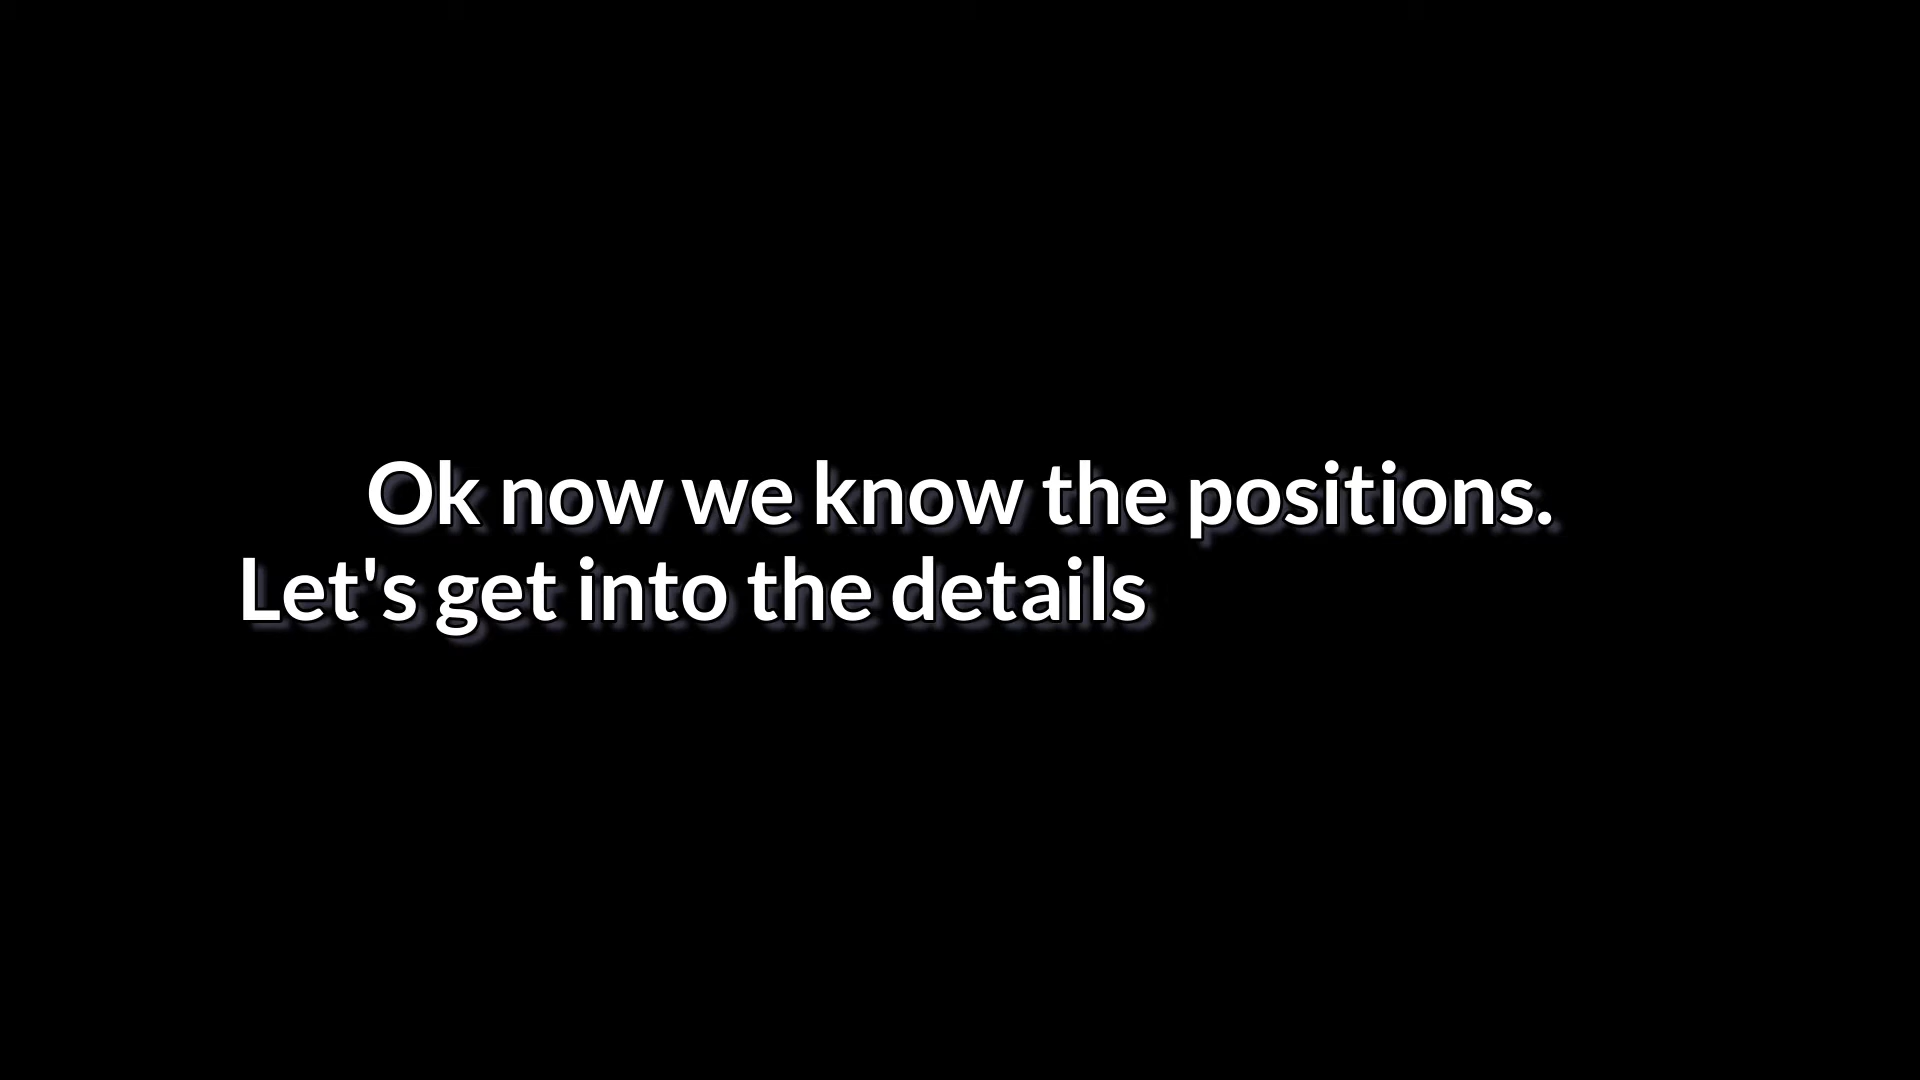 Ok now we know the positions.
Let's get into the details